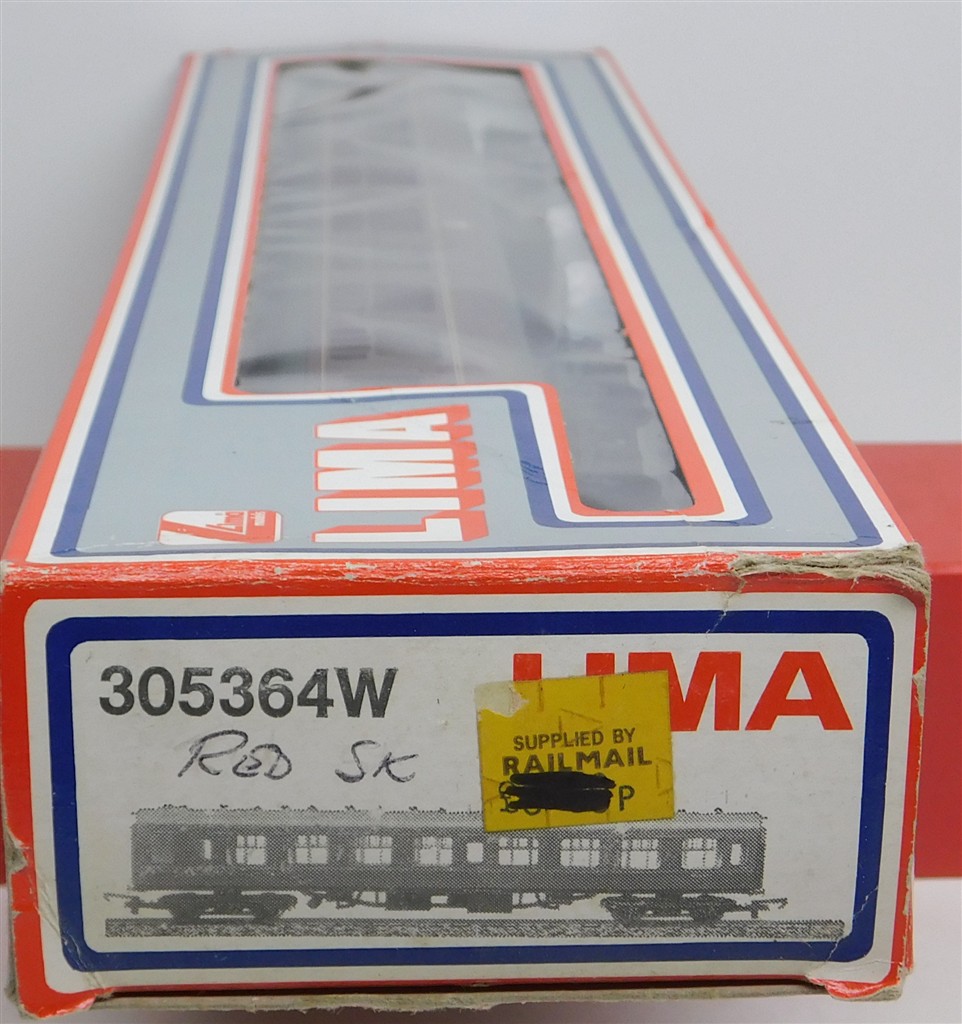 LIMA
Lima
305364W
LIMA
RED SK
SUPPLIED BY
RAILMAIL
P